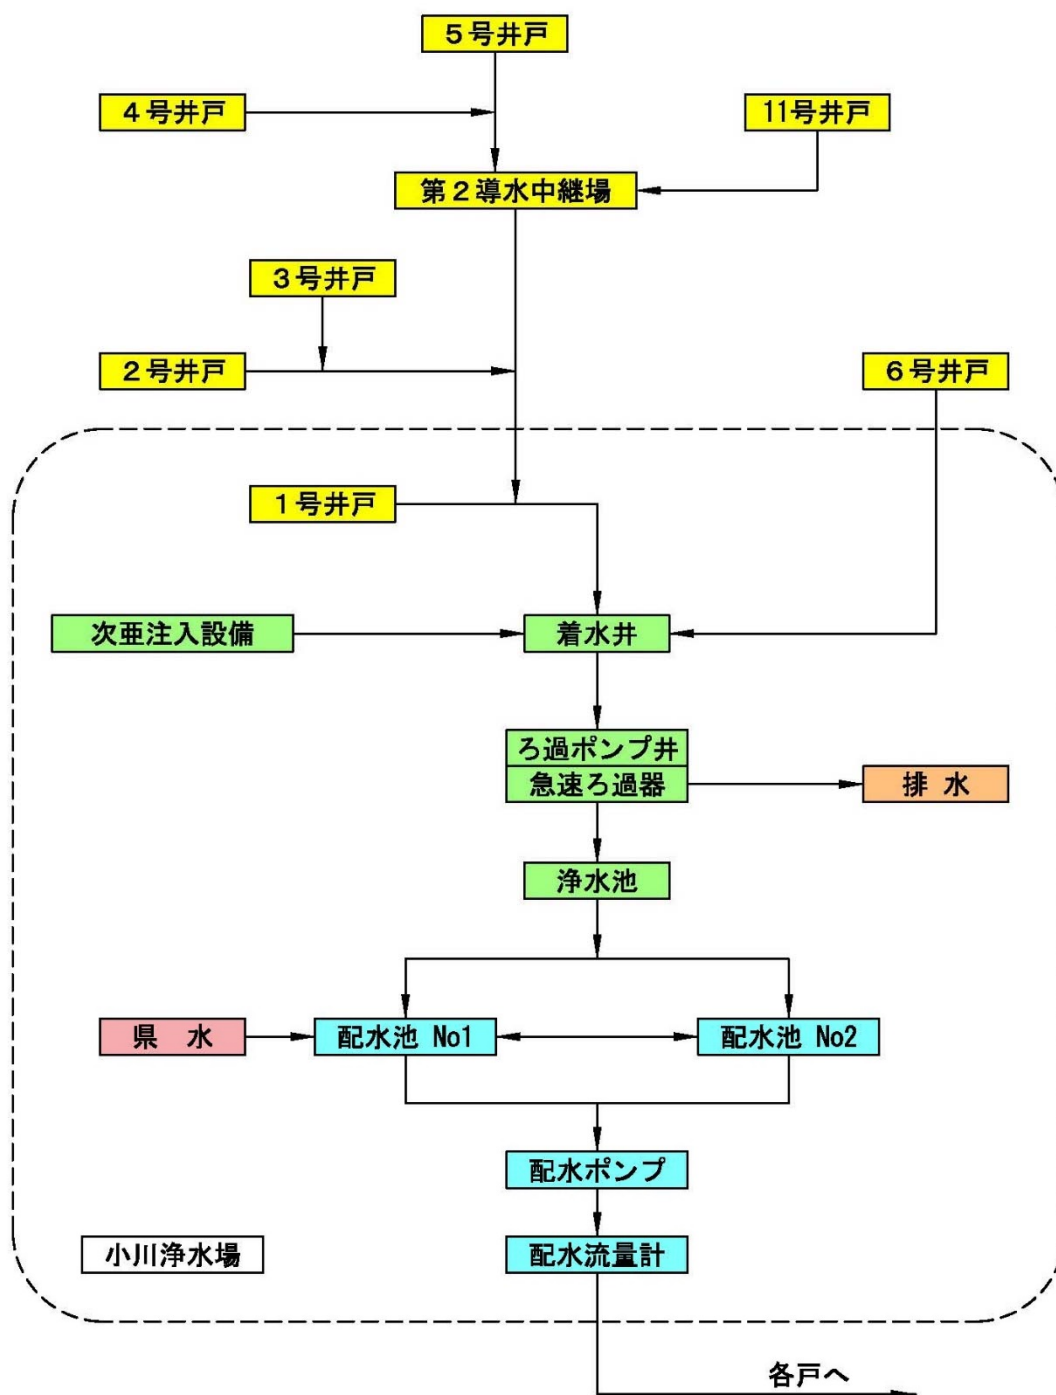 5号井戸
4号井戸
11号井戸
第2導水中継場
3号井戸
2号井戸
6号井戸
1号井戸
次亜注入設備
着水井
ろ過ポンプ井
急速ろ過器
排 水
浄水池
県 水
配水池 No1
配水池 No2
配水ポンプ
小川浄水場
配水流量計
各戸へ